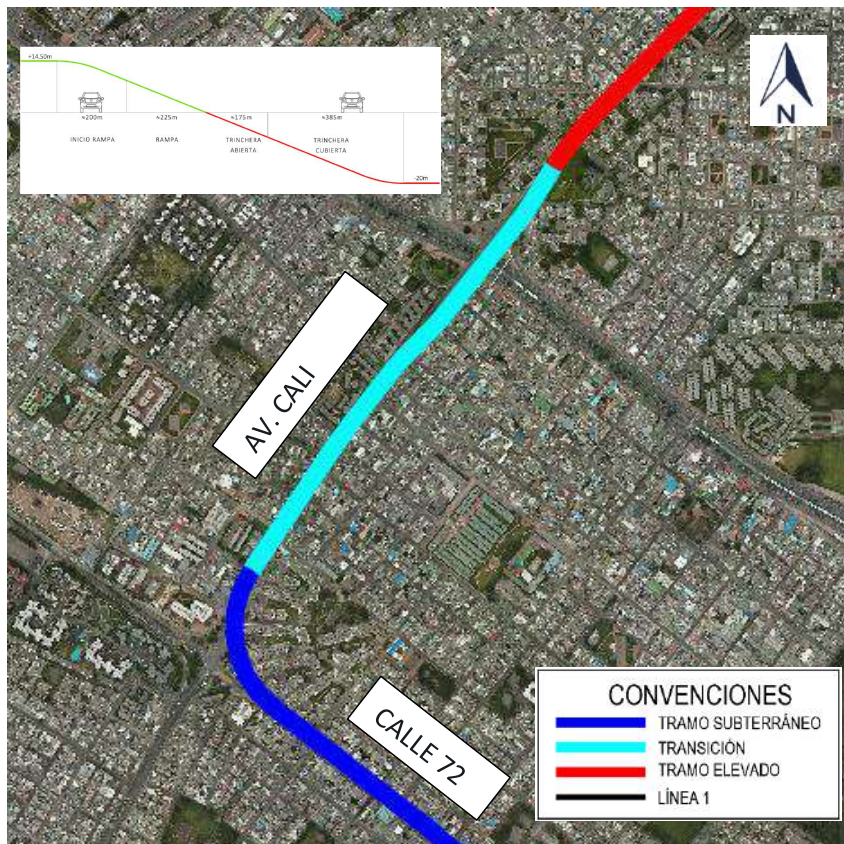 +14.50m
≈200m
≈225m
≈175m
≈385m
INICIO RAMPA
RAMPA
TRINCHERA
ABIERTA
TRINCHERA
CUBIERTA
-20m
N
AV. CALI
CALLE 72
CONVENCIONES
TRAMO SUBTERRÁNEO
TRANSICIÓN
TRAMO ELEVADO
LÍNEA 1